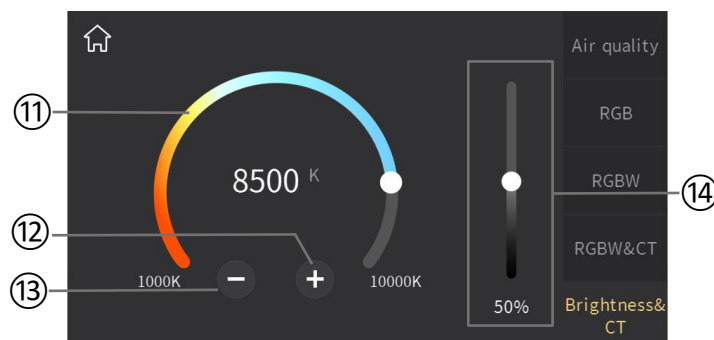 Air quality
⑪
RGB
8500 K
RGBW
⑭
⑫
RGBW&CT
⑬
1000K
−
+
10000K
50%
Brightness&
CT